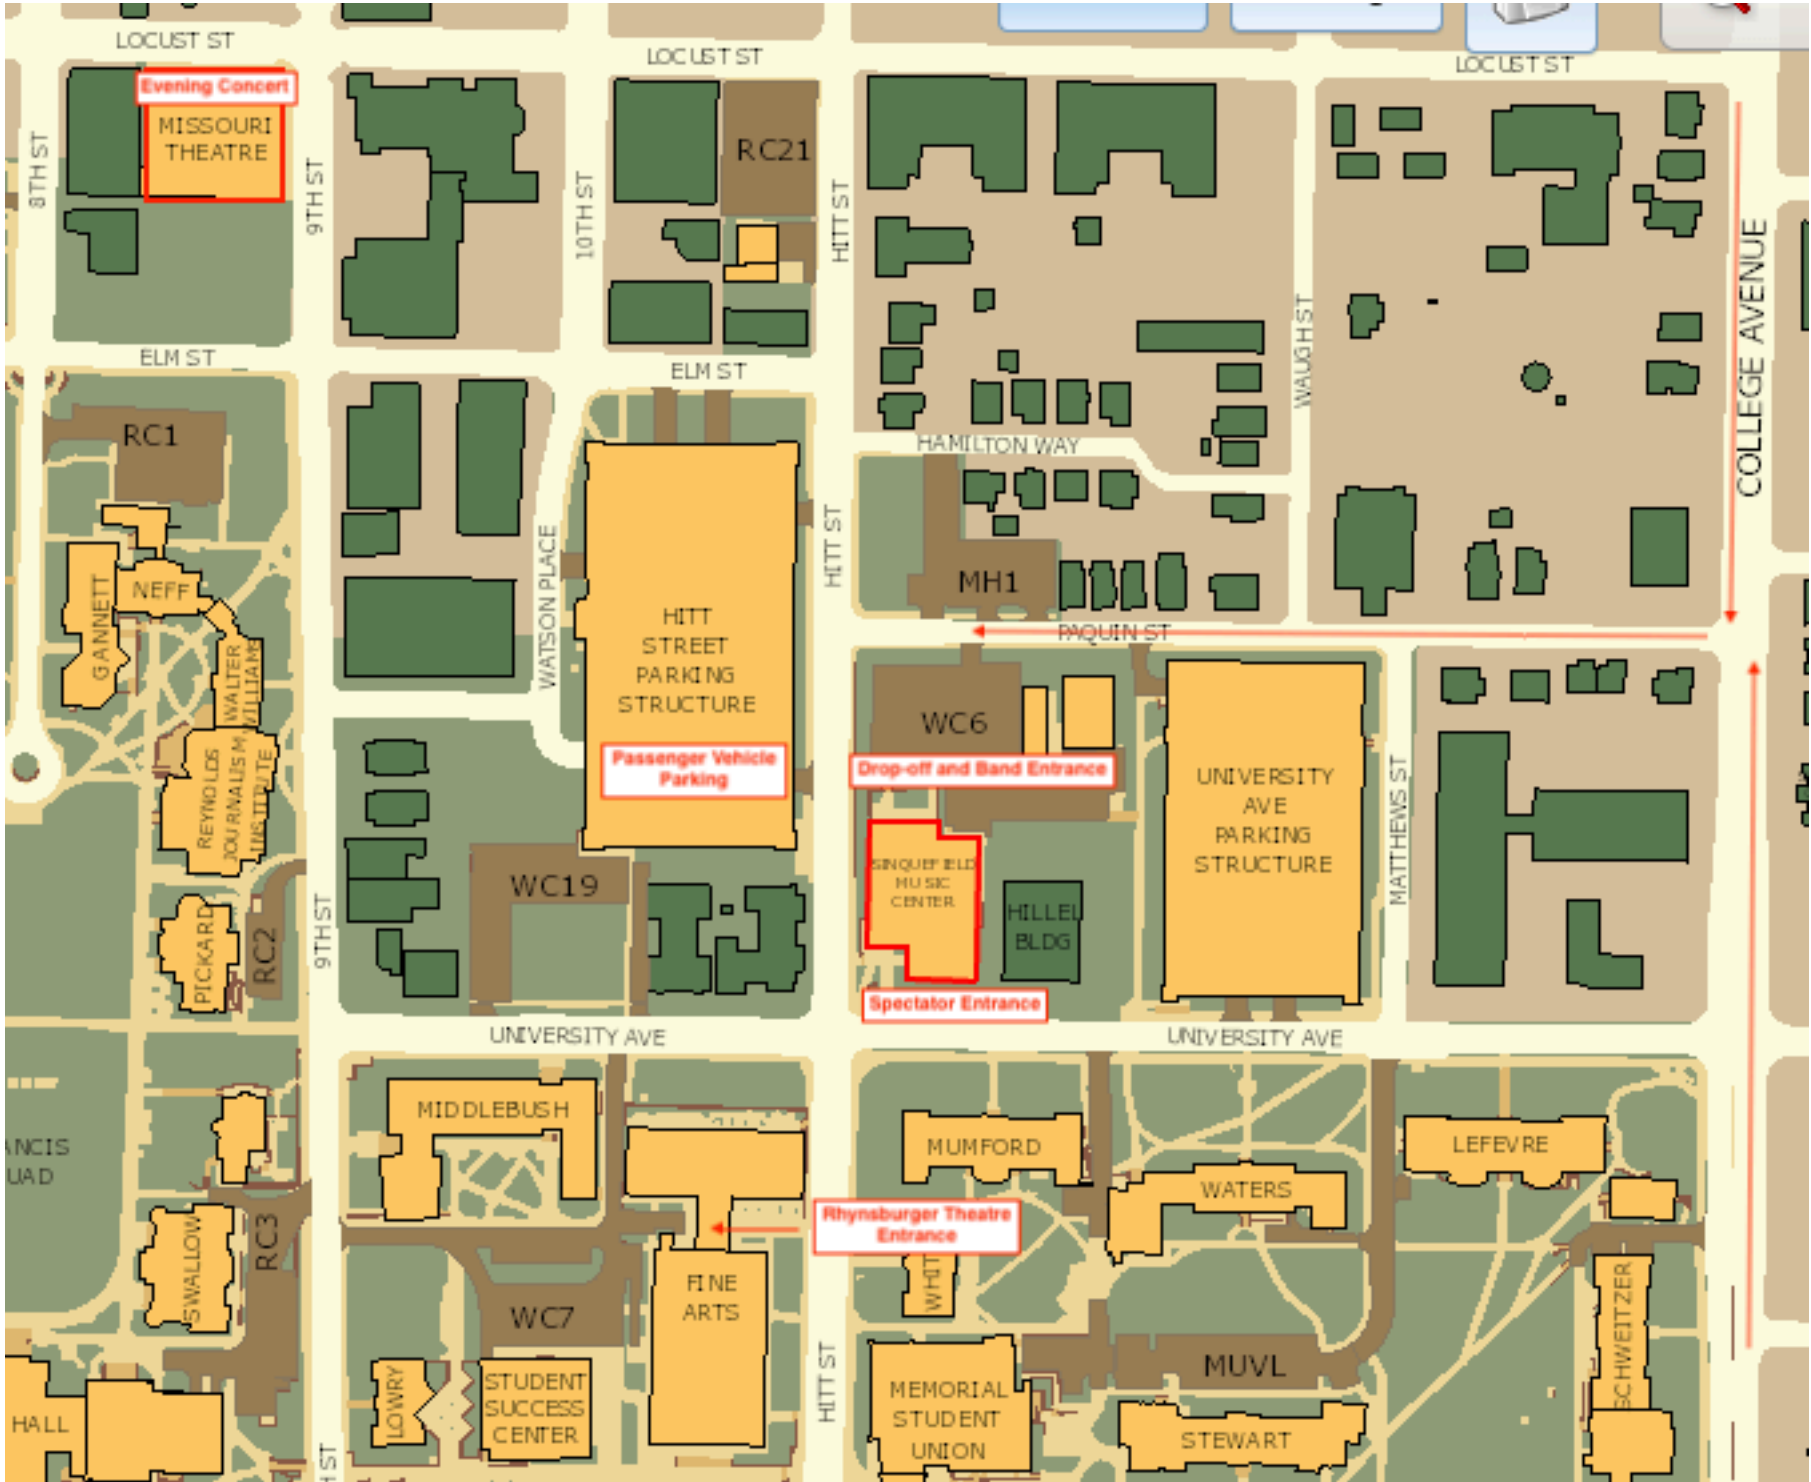 LOCUST ST
LOCUST ST
LOCUST ST
Evening Concert
MISSOURI
THEATRE
8TH ST
9TH ST
10TH ST
RC21
HITT ST
WAUGH ST
COLLEGE AVENUE
ELM ST
ELM ST
RC1
HAMILTON WAY
NEFF
GANNETT
WALTER
WILLIAMS
WATSON PLACE
HITT
STREET
PARKING
STRUCTURE
Passenger Vehicle
Parking
HITT ST
MH1
PAQUIN ST
WC6
Drop-off and Band Entrance
UNIVERSITY
AVE
PARKING
STRUCTURE
MATTHEWS ST
REYNOLDS
JOURNALISM
INSTITUTE
SINQUEFIELD
MUSIC
CENTER
HILLEL
BLDG
WC19
PICKARD
RC2
9TH ST
Spectator Entrance
UNIVERSITY AVE
UNIVERSITY AVE
MIDDLEBUSH
MUMFORD
LEFEVRE
WATERS
ANCIS
UAD
SWALLOW
RC3
Rhynsburger Theatre
Entrance
WHIT
FINE
ARTS
WC7
SCHWEITZER
HITT ST
LOWRY
STUDENT
SUCCESS
CENTER
MEMORIAL
STUDENT
UNION
MUVL
STEWART
HALL
H ST